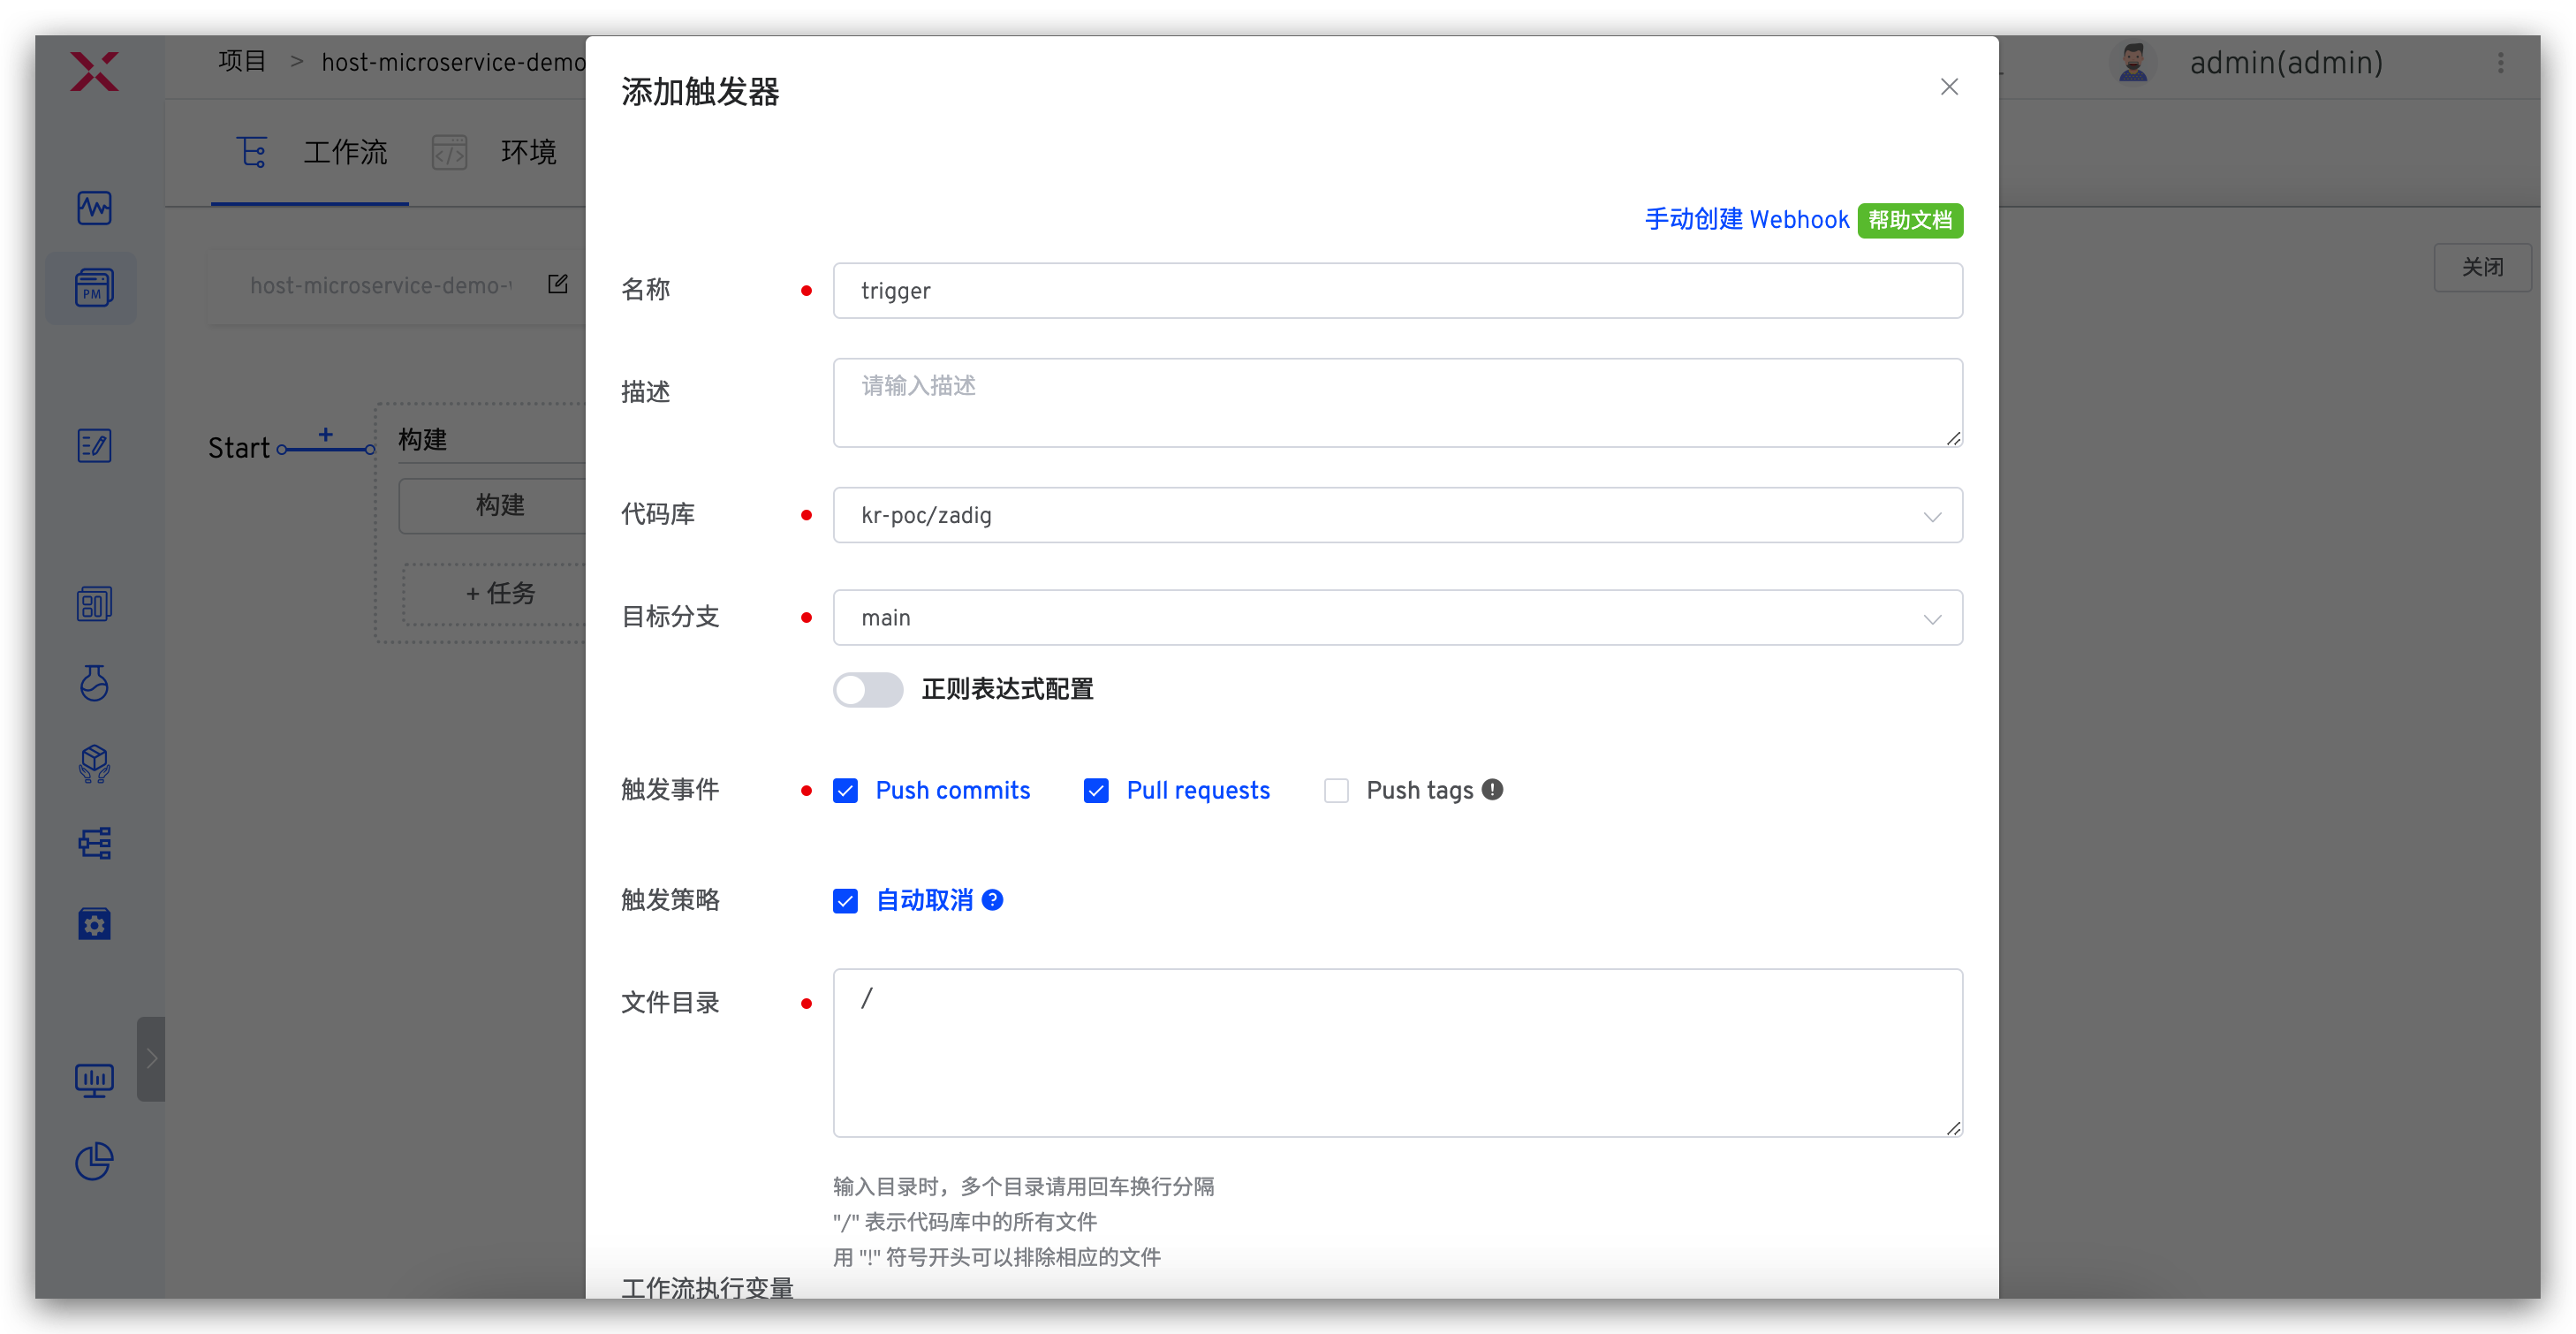 项目 > host-microservice-demo
admin(admin)
添加触发器
工作流
环境
手动创建 Webhook 帮助文档
关闭
PM
host-microservice-demo-
名称 trigger
描述 请输入描述
Start
+
构建
构建
+ 任务
代码库 kr-poc/zadig
目标分支 main
正则表达式配置
触发事件 Push commits Pull requests Push tags
触发策略 自动取消
文件目录 /
输入目录时，多个目录请用回车换行分隔
"/" 表示代码库中的所有文件
用 "!" 符号开头可以排除相应的文件
工作流执行变量